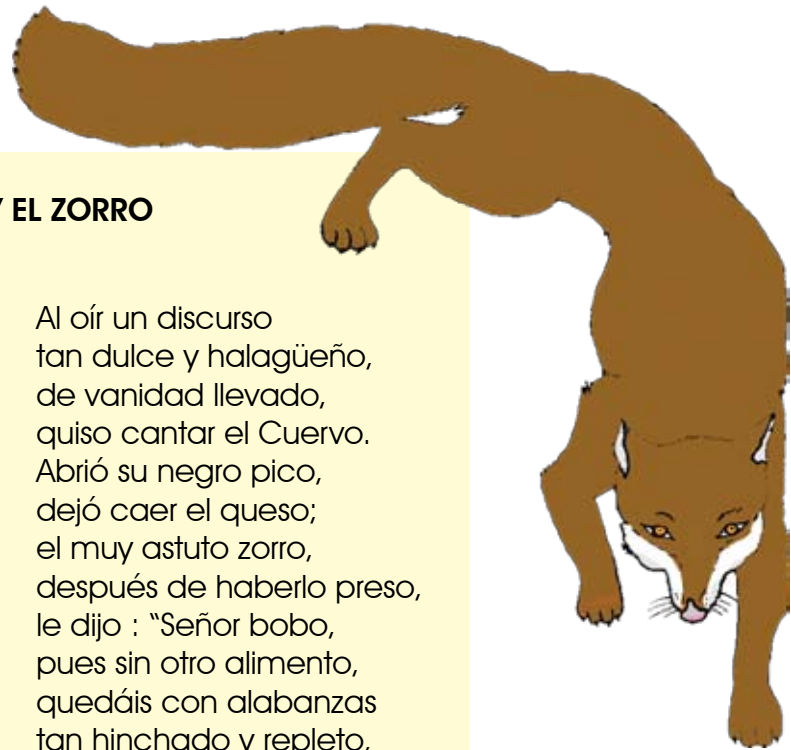 EL ZORRO
Al oír un discurso
tan dulce y halagüeño,
de vanidad llevado,
quiso cantar el Cuervo.
Abrió su negro pico,
dejó caer el queso;
el muy astuto zorro,
después de haberlo preso,
le dijo : “Señor bobo,
pues sin otro alimento,
quedáis con alabanzas
tan hinchado y repleto,